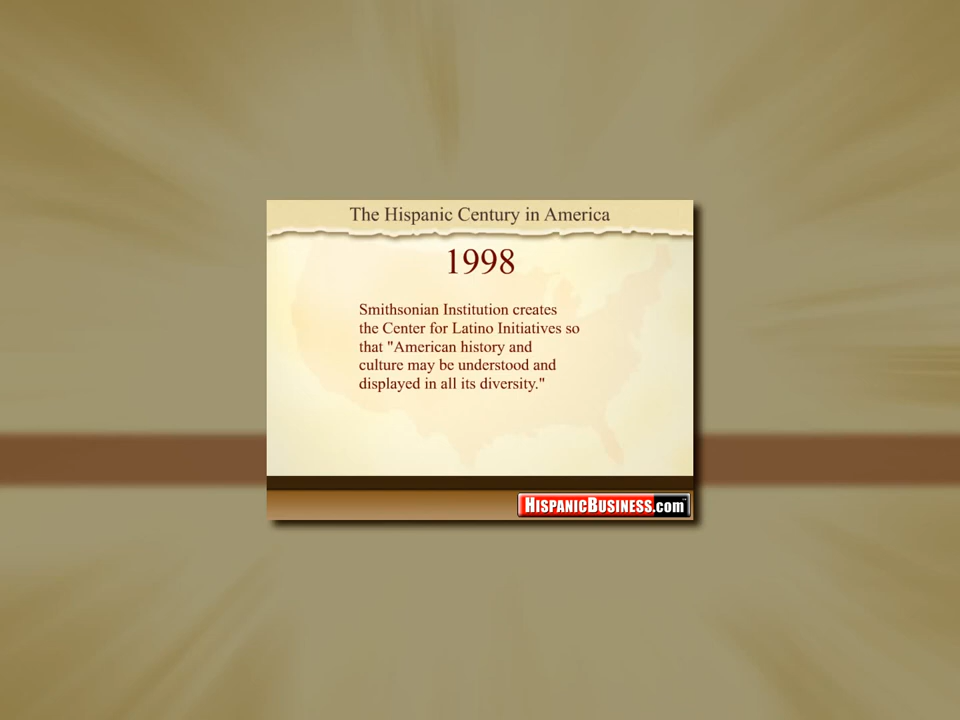 The Hispanic Century in America
1998
Smithsonian Institution creates
the Center for Latino Initiatives so
that "American history and
culture may be understood and
displayed in all its diversity."
HISPANICBUSINESS.com™